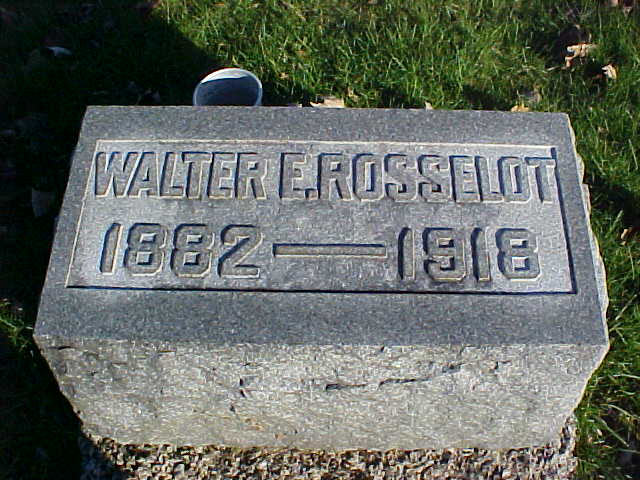 WALTER E. ROSSELOT
1882 — 1918